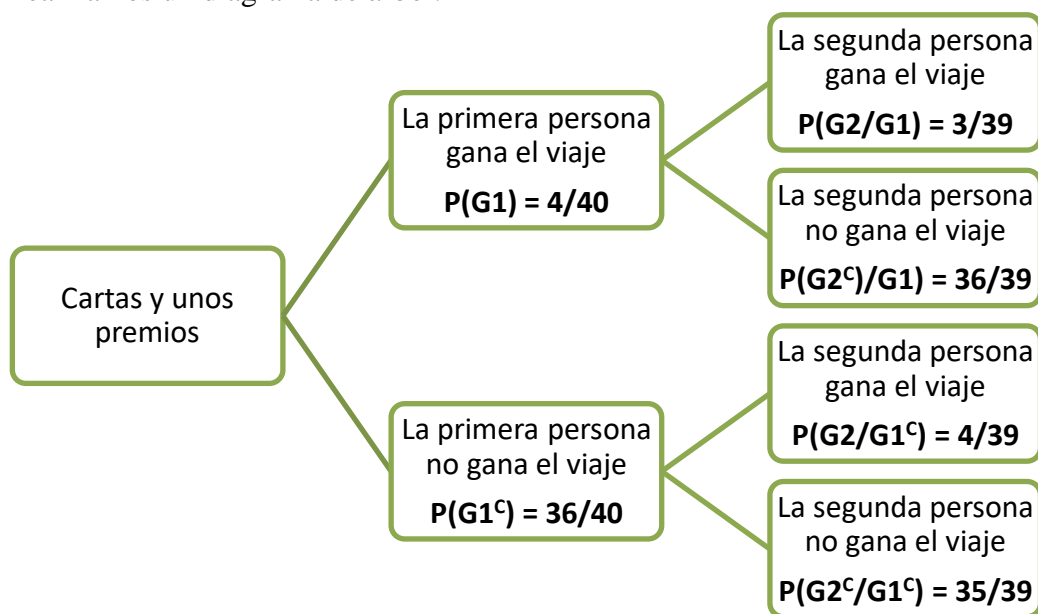 Cartas y unos
premios
La primera persona
gana el viaje
P(G1) = 4/40
La segunda persona
gana el viaje
P(G2/G1) = 3/39
La segunda persona
no gana el viaje
P(G2ᶜ)/G1) = 36/39
La primera persona
no gana el viaje
P(G1ᶜ) = 36/40
La segunda persona
gana el viaje
P(G2/G1ᶜ) = 4/39
La segunda persona
no gana el viaje
P(G2ᶜ/G1ᶜ) = 35/39